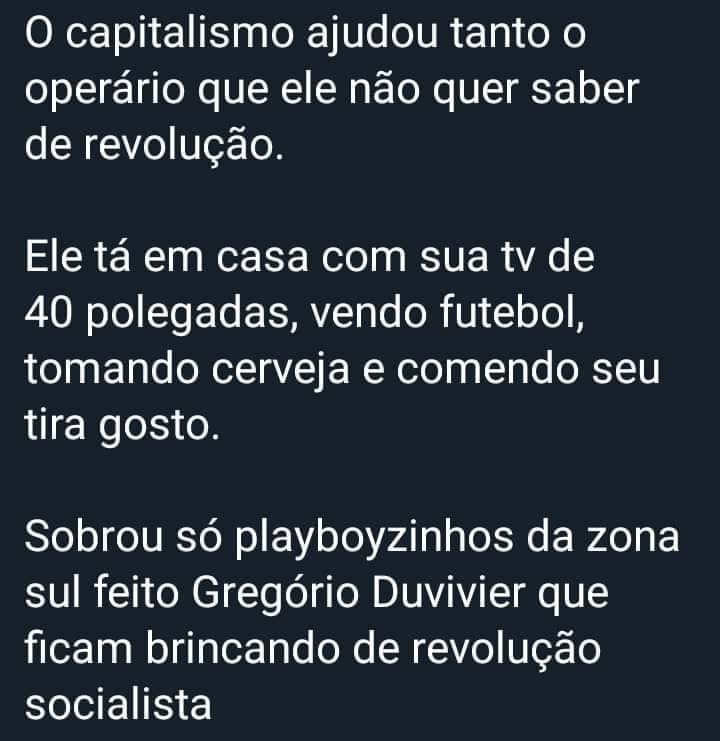 O capitalismo ajudou tanto o
operário que ele não quer saber
de revolução.
Ele tá em casa com sua tv de
40 polegadas, vendo futebol,
tomando cerveja e comendo seu
tira gosto.
Sobrou só playboyzinhos da zona
sul feito Gregório Duvivier que
ficam brincando de revolução
socialista